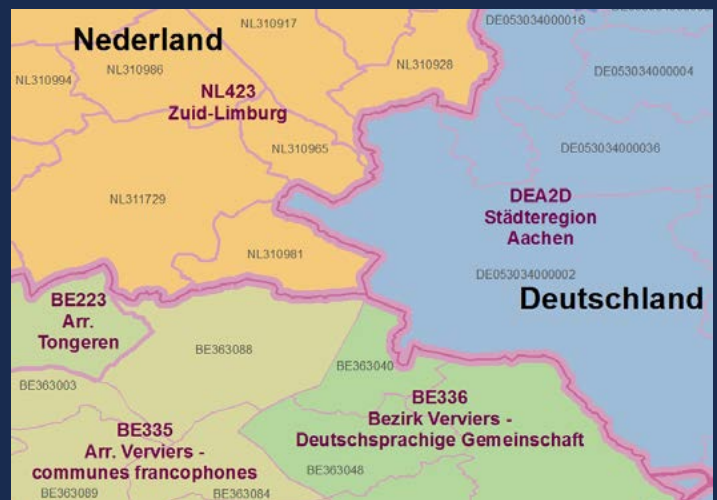 DE053034000016
NL310917
Nederland
NL310928
NL310986
NL310994
DE053034000004
NL423
Zuid-Limburg
NL310965
DE053034000036
NL311729
DEA2D
Städteregion
Aachen
NL310981
DE053034000002
Deutschland
BE223
Arr.
Tongeren
BE363088
BE363040
BE363003
BE336
Bezirk Verviers -
Deutschsprachige Gemeinschaft
BE335
Arr. Verviers -
communes francophones
BE363048
BE363089
BE363084